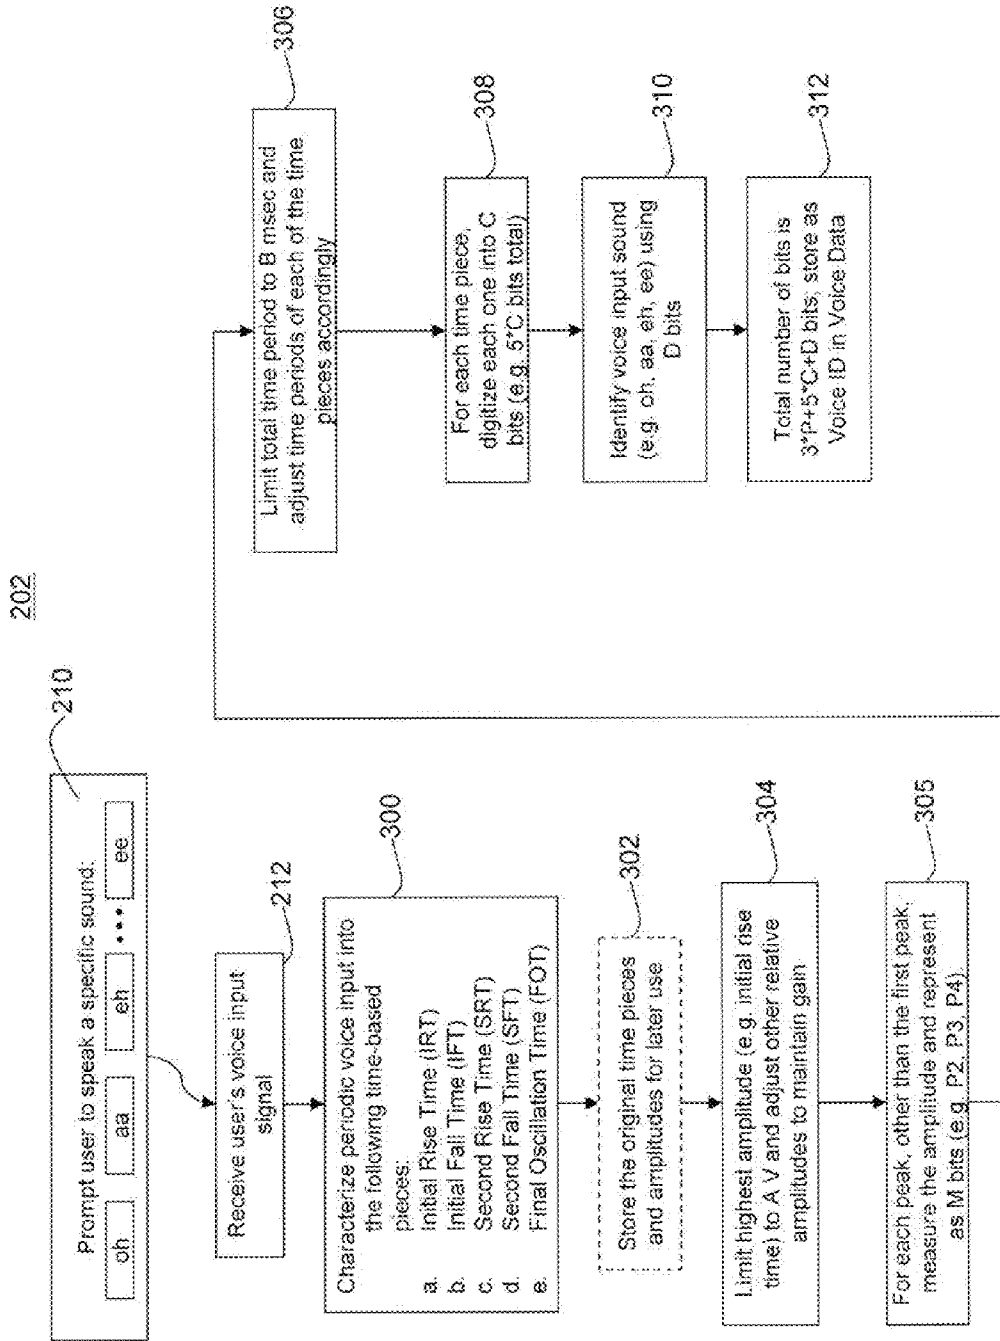 202
210
Prompt user to speak a specific sound:
oh aa eh ••• ee
212
Receive user's voice input
signal
300
Characterize periodic voice input into
the following time-based
pieces:
a. Initial Rise Time (IRT)
b. Initial Fall Time (IFT)
c. Second Rise Time (SRT)
d. Second Fall Time (SFT)
e. Final Oscillation Time (FOT)
302
Store the original time pieces
and amplitudes for later use
304
Limit highest amplitude (e.g. initial rise
time) to A V and adjust other relative
amplitudes to maintain gain
305
For each peak, other than the first peak,
measure the amplitude and represent
as M bits (e.g. P2, P3, P4)
306
Limit total time period to B msec and
adjust time periods of each of the time
pieces accordingly
308
For each time piece,
digitize each one into C
bits (e.g. 5*C bits total)
310
Identify voice input sound
(e.g. oh, aa, eh, ee) using
D bits
312
Total number of bits is
3*P+5*C+D bits; store as
Voice ID in Voice Data